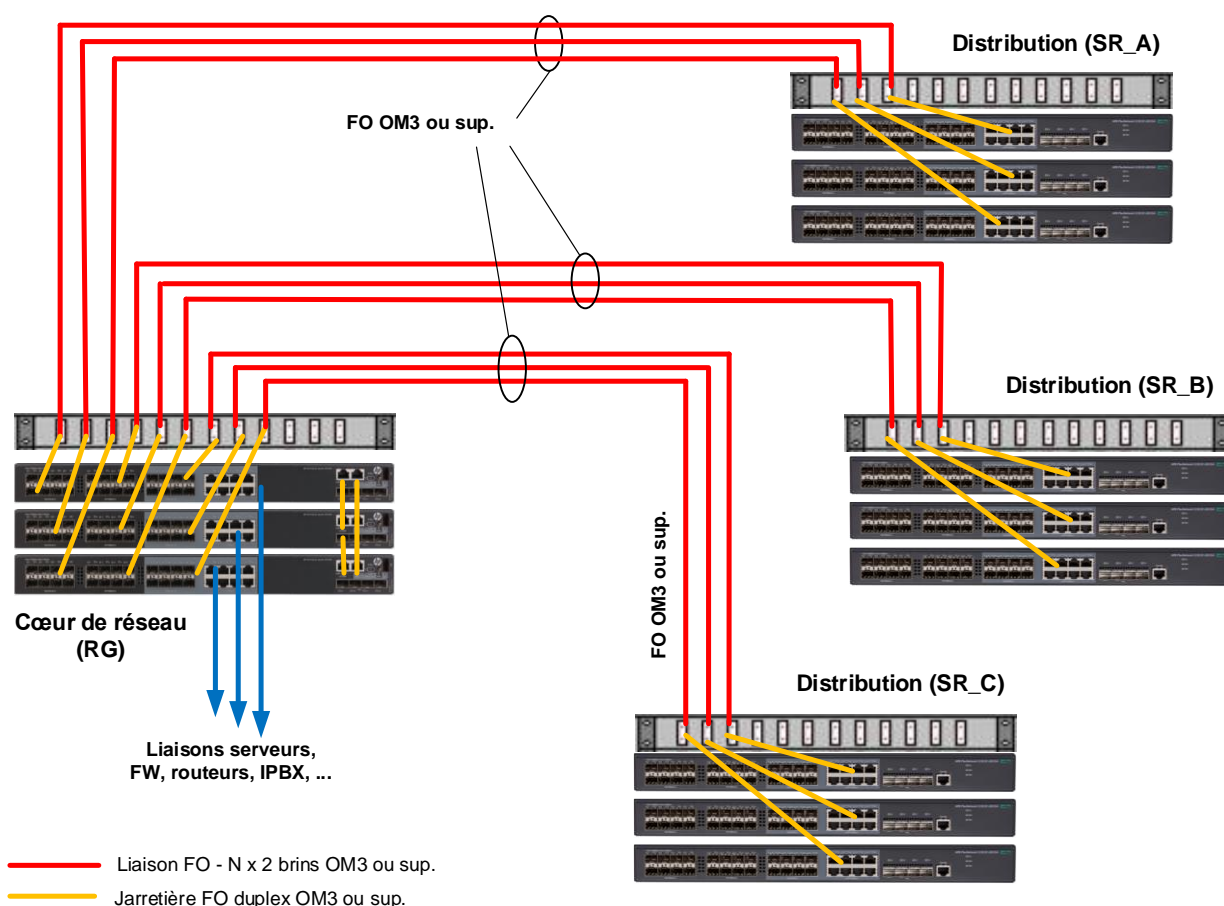 Distribution (SR_A)
FO OM3 ou sup.
Distribution (SR_B)
FO OM3 ou sup.
Cœur de réseau
(RG)
Distribution (SR_C)
Liaisons serveurs,
FW, routeurs, IPBX, ...
Liaison FO - N x 2 brins OM3 ou sup.
Jarretière FO duplex OM3 ou sup.